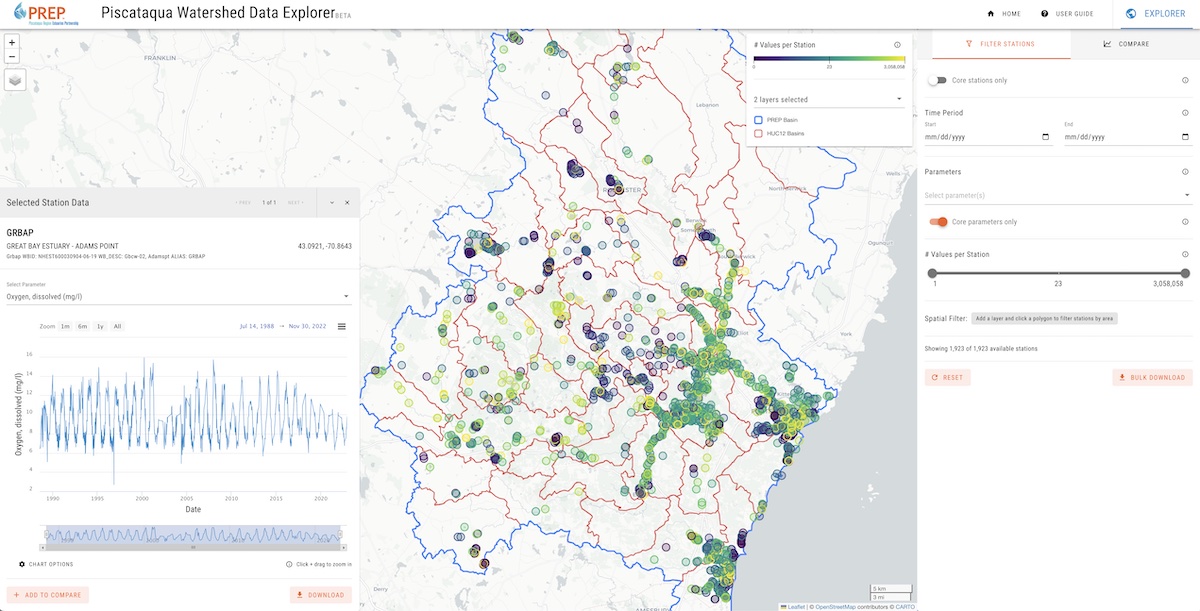 PREP
Piscataqua Region Estuaries Partnership
Piscataqua Watershed Data Explorer BETA
HOME
USER GUIDE
EXPLORER
+
−
FRANKLIN
Lebanon
Wells
North Berwick
Berwick
Ogunquit
York
Eliot
Derry
# Values per Station
0
23
3,058,058
2 layers selected
PREP Basin
HUC12 Basins
FILTER STATIONS
COMPARE
Core stations only
Time Period
Start
End
mm/dd/yyyy
mm/dd/yyyy
Parameters
Select parameter(s)
Core parameters only
# Values per Station
1
23
3,058,058
Spatial Filter:
Add a layer and click a polygon to filter stations by area
Showing 1,923 of 1,923 available stations
RESET
BULK DOWNLOAD
Selected Station Data
‹ PREV
1 of 1
NEXT ›
GRBAP
GREAT BAY ESTUARY - ADAMS POINT
43.0921, -70.8643
Grbap WBID: NHEST600030904-06-19 WB_DESC: Gbcw-02, Adamspt ALIAS: GRBAP
Select Parameter
Oxygen, dissolved (mg/l)
Zoom 1m 6m 1y All
Jul 14, 1988 → Nov 30, 2022
16
14
12
10
8
6
4
2
Oxygen, dissolved (mg/l)
1990 1995 2000 2005 2010 2015 2020
Date
CHART OPTIONS
Click + drag to zoom in
+ ADD TO COMPARE
DOWNLOAD
5 km
3 mi
Leaflet | © OpenStreetMap contributors © CARTO